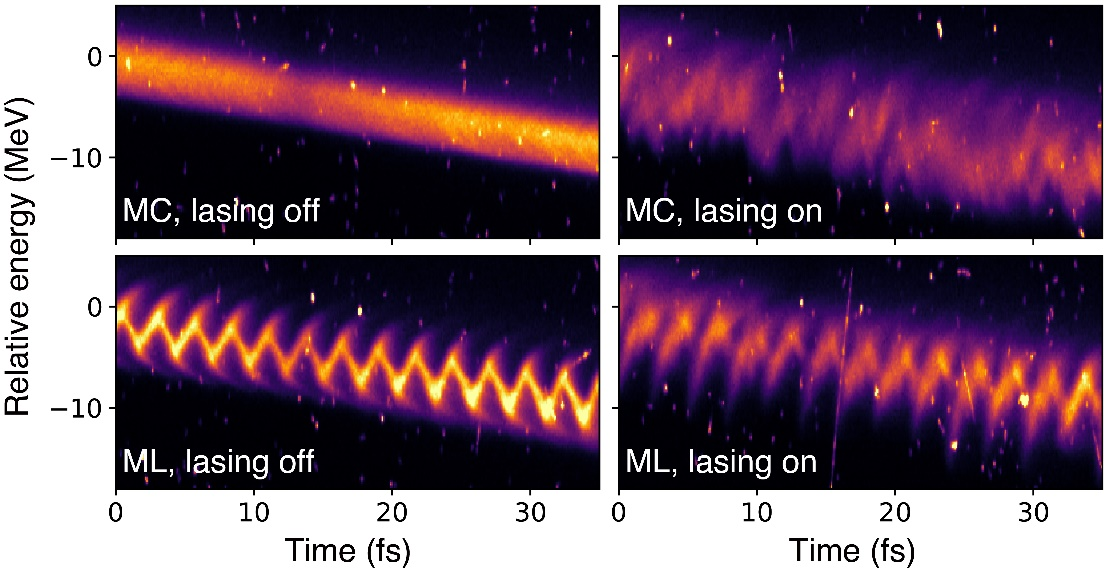 Relative energy (MeV)
0
−10
MC, lasing off
MC, lasing on
0
−10
ML, lasing off
ML, lasing on
0 10 20 30
0 10 20 30
Time (fs)
Time (fs)